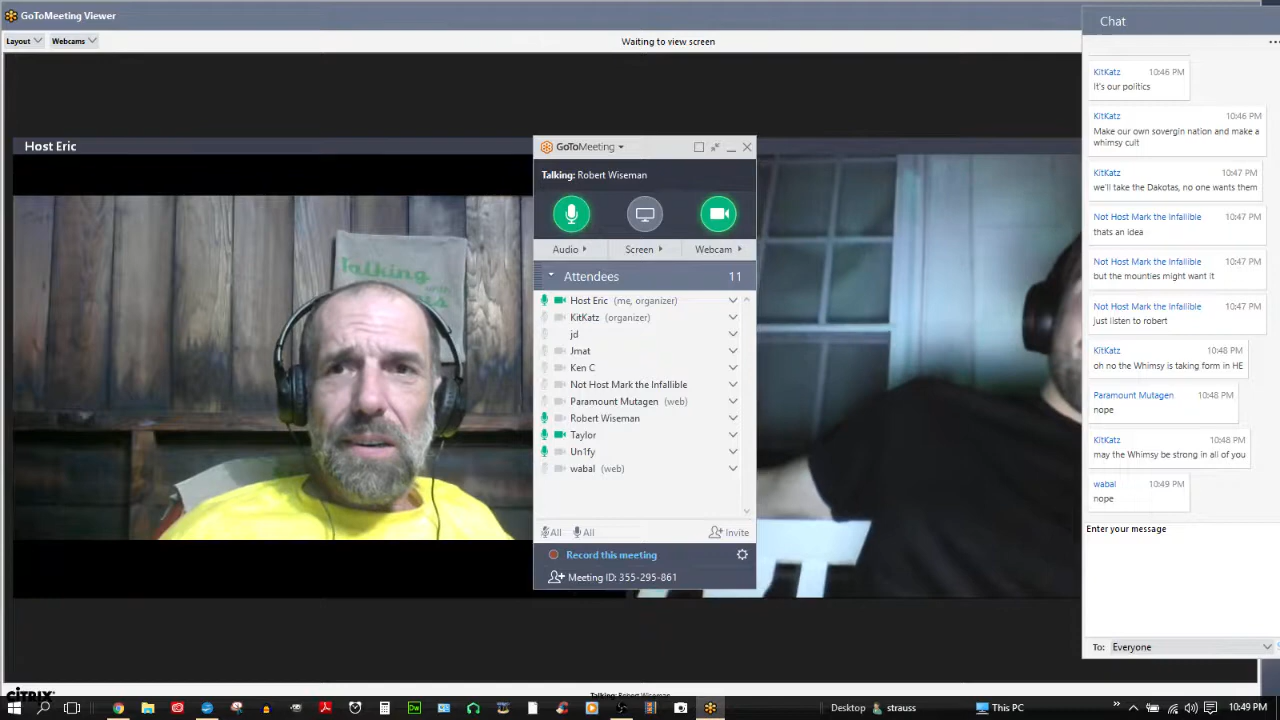 GoToMeeting Viewer
Layout
Webcams
Waiting to view screen
Host Eric
Talking
GoToMeeting
Talking: Robert Wiseman
Audio
Screen
Webcam
Attendees 11
Host Eric (me, organizer)
KitKatz (organizer)
jd
Jmat
Ken C
Not Host Mark the Infallible
Paramount Mutagen (web)
Robert Wiseman
Taylor
Un1fy
wabal (web)
All
All
Invite
Record this meeting
Meeting ID: 355-295-861
Chat
KitKatz 10:46 PM
It's our politics
KitKatz 10:46 PM
Make our own sovergin nation and make a
whimsy cult
KitKatz 10:47 PM
we'll take the Dakotas, no one wants them
Not Host Mark the Infallible 10:47 PM
thats an idea
Not Host Mark the Infallible 10:47 PM
but the mounties might want it
Not Host Mark the Infallible 10:47 PM
just listen to robert
KitKatz 10:48 PM
oh no the Whimsy is taking form in HE
Paramount Mutagen 10:48 PM
nope
KitKatz 10:48 PM
may the Whimsy be strong in all of you
wabal 10:49 PM
nope
Enter your message
To: Everyone
CİTRIX
Talking: Robert Wiseman
Dw
Desktop
strauss
This PC
10:49 PM